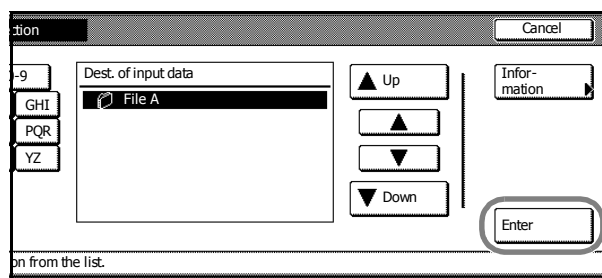 ction
Cancel
-9
GHI
PQR
YZ
Dest. of input data
File A
Up
Down
Infor-
mation
Enter
on from the list.